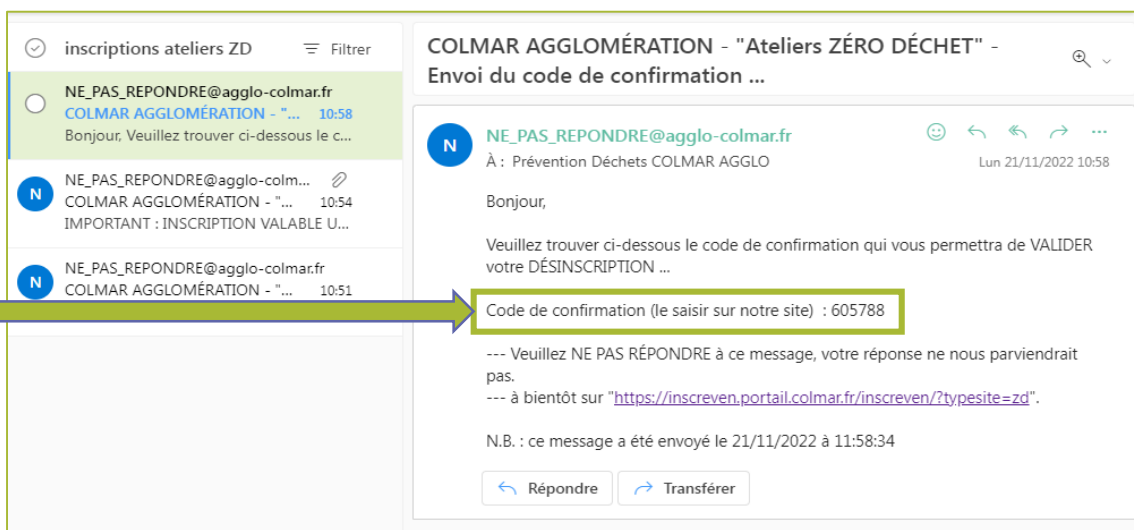 inscriptions ateliers ZD
Filtrer
NE_PAS_REPONDRE@agglo-colmar.fr
COLMAR AGGLOMÉRATION - "... 10:58
Bonjour, Veuillez trouver ci-dessous le c...
N
NE_PAS_REPONDRE@agglo-colm...
COLMAR AGGLOMÉRATION - "... 10:54
IMPORTANT : INSCRIPTION VALABLE U...
N
NE_PAS_REPONDRE@agglo-colmar.fr
COLMAR AGGLOMÉRATION - "... 10:51
COLMAR AGGLOMÉRATION - "Ateliers ZÉRO DÉCHET" -
Envoi du code de confirmation ...
N
NE_PAS_REPONDRE@agglo-colmar.fr
À : Prévention Déchets COLMAR AGGLO
Lun 21/11/2022 10:58
Bonjour,
Veuillez trouver ci-dessous le code de confirmation qui vous permettra de VALIDER
votre DÉSINSCRIPTION ...
Code de confirmation (le saisir sur notre site) : 605788
--- Veuillez NE PAS RÉPONDRE à ce message, votre réponse ne nous parviendrait
pas.
--- à bientôt sur "https://inscreven.portail.colmar.fr/inscreven/?typesite=zd".
N.B. : ce message a été envoyé le 21/11/2022 à 11:58:34
Répondre
Transférer